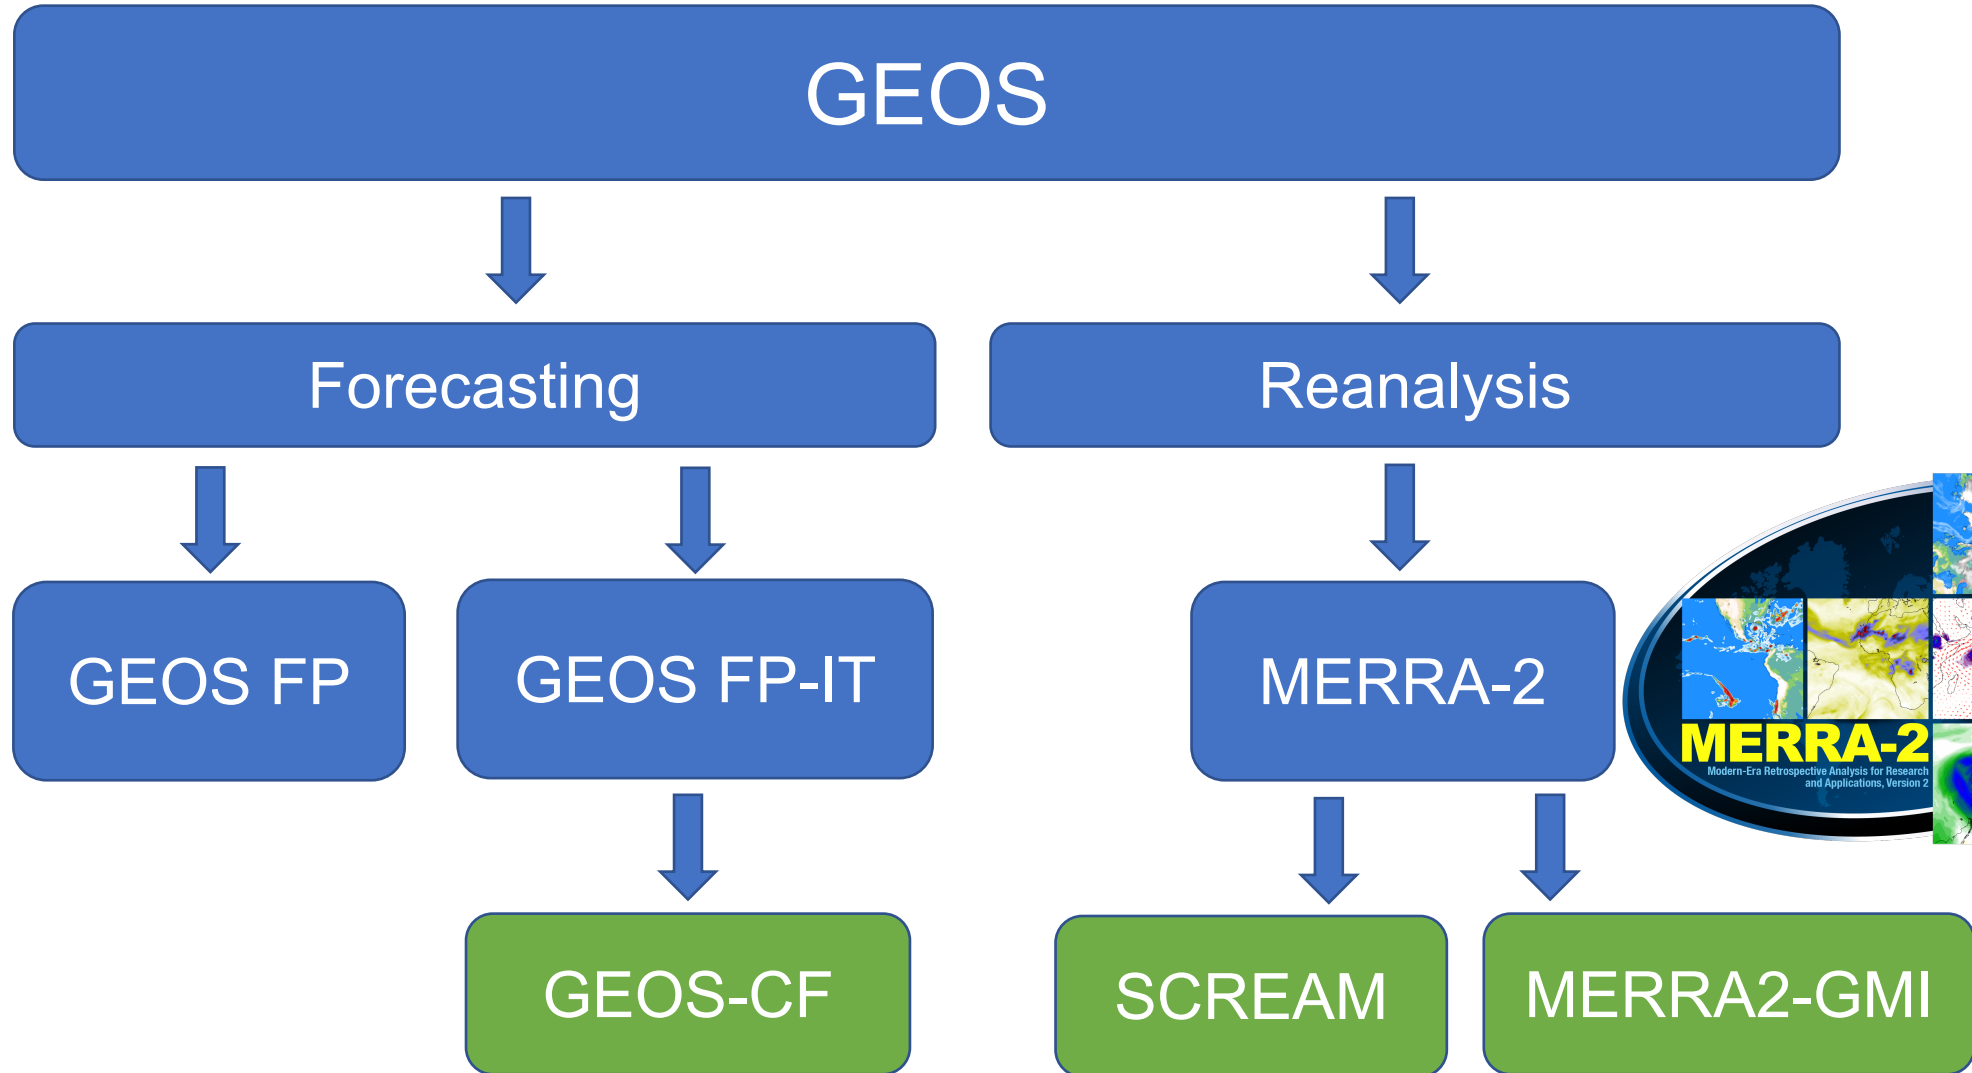 GEOS
Forecasting
Reanalysis
GEOS FP
GEOS FP-IT
MERRA-2
MERRA-2
Modern-Era Retrospective Analysis for Research
and Applications, Version 2
GEOS-CF
SCREAM
MERRA2-GMI